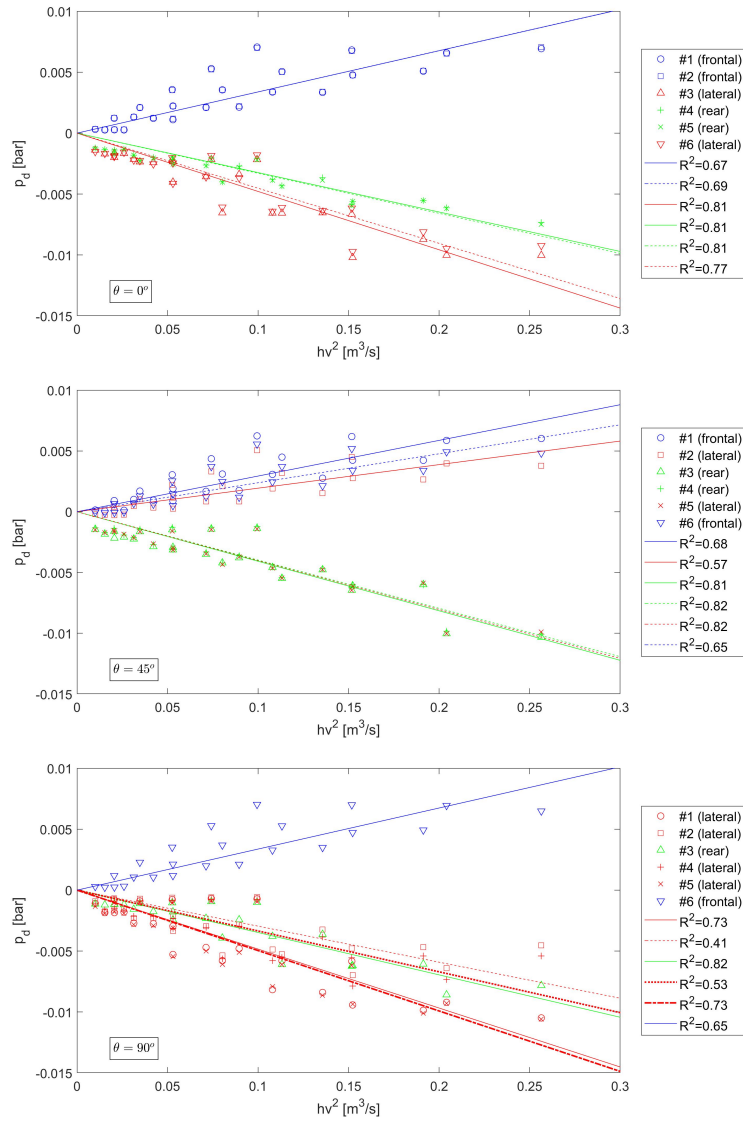 0.01
0.005
0
-0.005
-0.01
-0.015
p_d [bar]
θ = 0°
0 0.05 0.1 0.15 0.2 0.25 0.3
hv² [m³/s]
#1 (frontal)
#2 (frontal)
#3 (lateral)
#4 (rear)
#5 (rear)
#6 (lateral)
R²=0.67
R²=0.69
R²=0.81
R²=0.81
R²=0.81
R²=0.77
0.01
0.005
0
-0.005
-0.01
-0.015
p_d [bar]
θ = 45°
0 0.05 0.1 0.15 0.2 0.25 0.3
hv² [m³/s]
#1 (frontal)
#2 (lateral)
#3 (rear)
#4 (rear)
#5 (lateral)
#6 (frontal)
R²=0.68
R²=0.57
R²=0.81
R²=0.82
R²=0.82
R²=0.65
0.01
0.005
0
-0.005
-0.01
-0.015
p_d [bar]
θ = 90°
0 0.05 0.1 0.15 0.2 0.25 0.3
hv² [m³/s]
#1 (lateral)
#2 (lateral)
#3 (rear)
#4 (lateral)
#5 (lateral)
#6 (frontal)
R²=0.73
R²=0.41
R²=0.82
R²=0.53
R²=0.73
R²=0.65